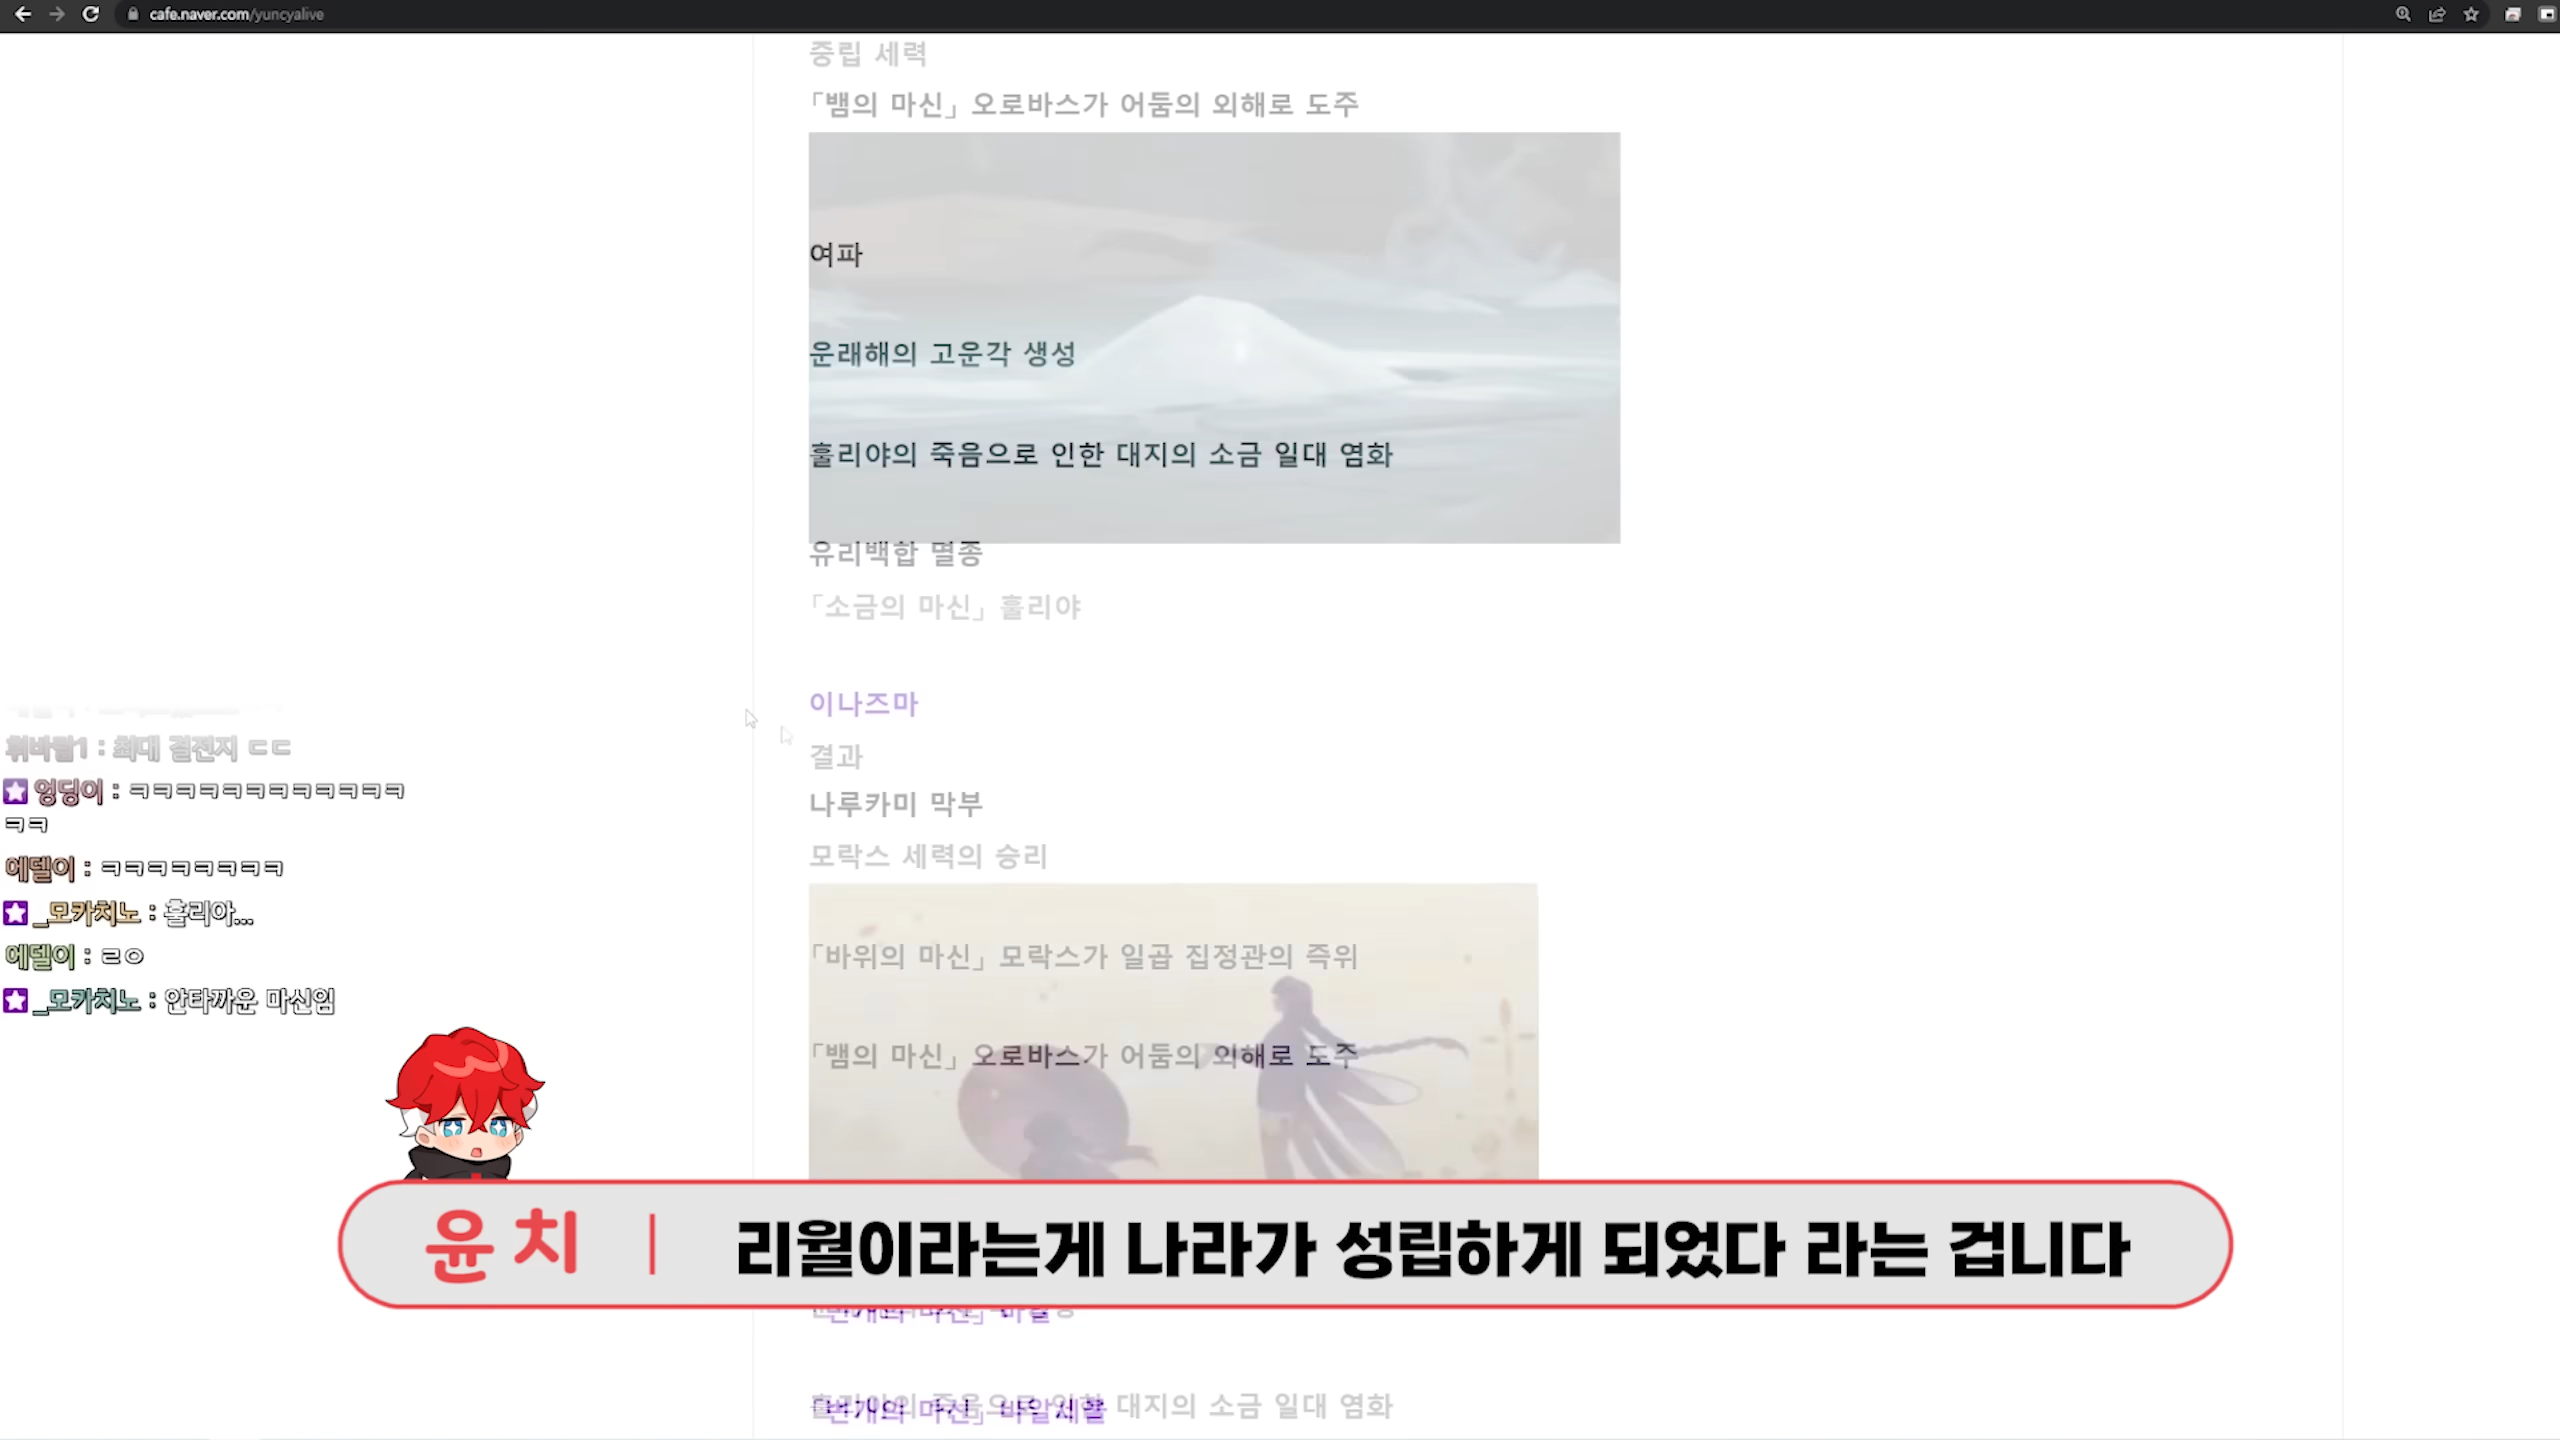 cafe.naver.com/yuncyalive
중립 세력
「뱀의 마신」 오로바스가 어둠의 외해로 도주
여파
운래해의 고운각 생성
훌리야의 죽음으로 인한 대지의 소금 일대 염화
유리백합 멸종
「소금의 마신」 훌리야
이나즈마
결과
나루카미 막부
모락스 세력의 승리
「바위의 마신」 모락스가 일곱 집정관의 즉위
「뱀의 마신」 오로바스가 어둠의 외해로 도주
휘바람1 : 최대 결전지 ㄷㄷ
엉딩이 : ㅋㅋㅋㅋㅋㅋㅋㅋㅋㅋㅋㅋ
ㅋㅋ
에델이 : ㅋㅋㅋㅋㅋㅋㅋㅋ
_모카치노 : 훌리아...
에델이 : ㄹㅇ
_모카치노 : 안타까운 마신임
윤치 | 리월이라는게 나라가 성립하게 되었다 라는 겁니다
대지의 소금 일대 염화